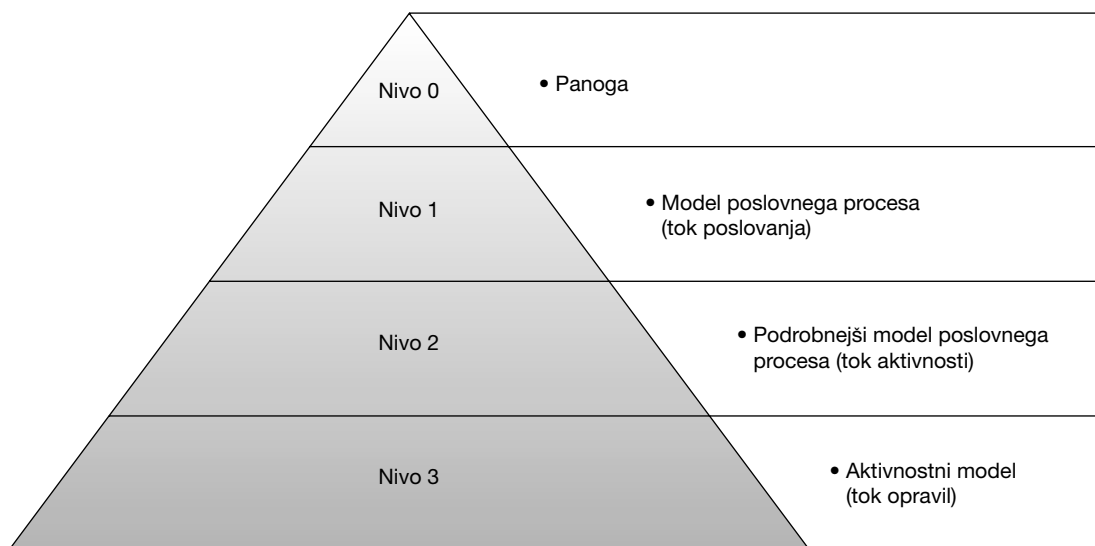 Nivo 0
• Panoga
Nivo 1
• Model poslovnega procesa
(tok poslovanja)
Nivo 2
• Podrobnejši model poslovnega
procesa (tok aktivnosti)
Nivo 3
• Aktivnostni model
(tok opravil)